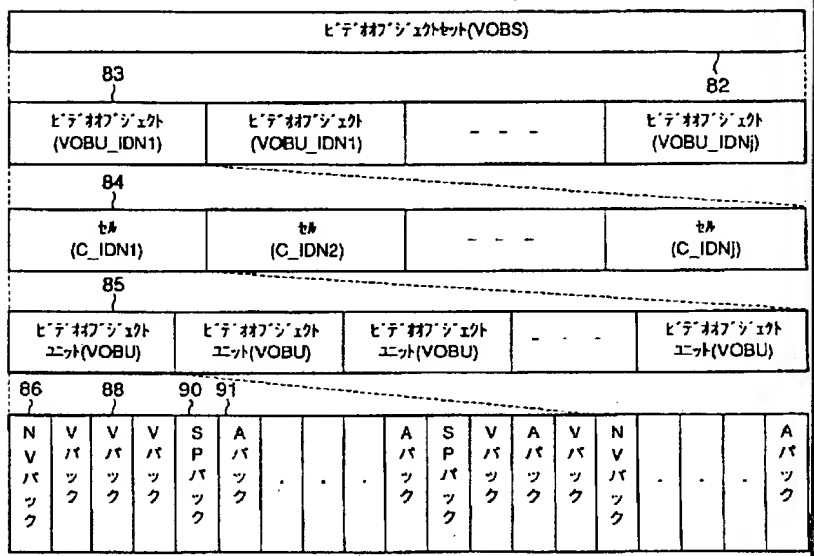 ビデオオブジェクトセット(VOBS)
83
82
ビデオオブジェクト
(VOBU_IDN1)
ビデオオブジェクト
(VOBU_IDN1)
- - -
ビデオオブジェクト
(VOBU_IDNj)
84
セル
(C_IDN1)
セル
(C_IDN2)
- - -
セル
(C_IDNj)
85
ビデオオブジェクト
ユニット(VOBU)
ビデオオブジェクト
ユニット(VOBU)
ビデオオブジェクト
ユニット(VOBU)
- - -
ビデオオブジェクト
ユニット(VOBU)
86
88
90
91
NVパック
Vパック
Vパック
Vパック
SPパック
Aパック
. . .
Aパック
SPパック
Vパック
Aパック
Vパック
NVパック
. . .
Aパック